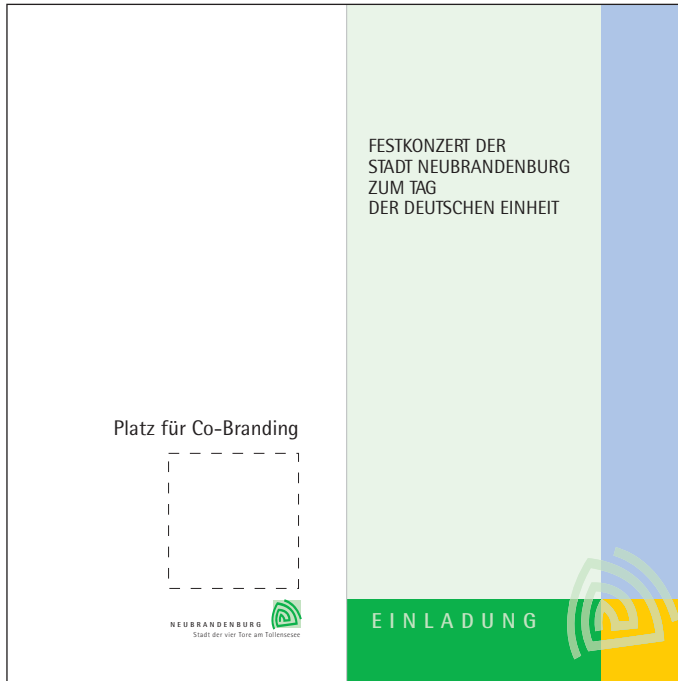 Platz für Co-Branding
NEUBRANDENBURG
Stadt der vier Tore am Tollensesee
FESTKONZERT DER
STADT NEUBRANDENBURG
ZUM TAG
DER DEUTSCHEN EINHEIT
EINLADUNG